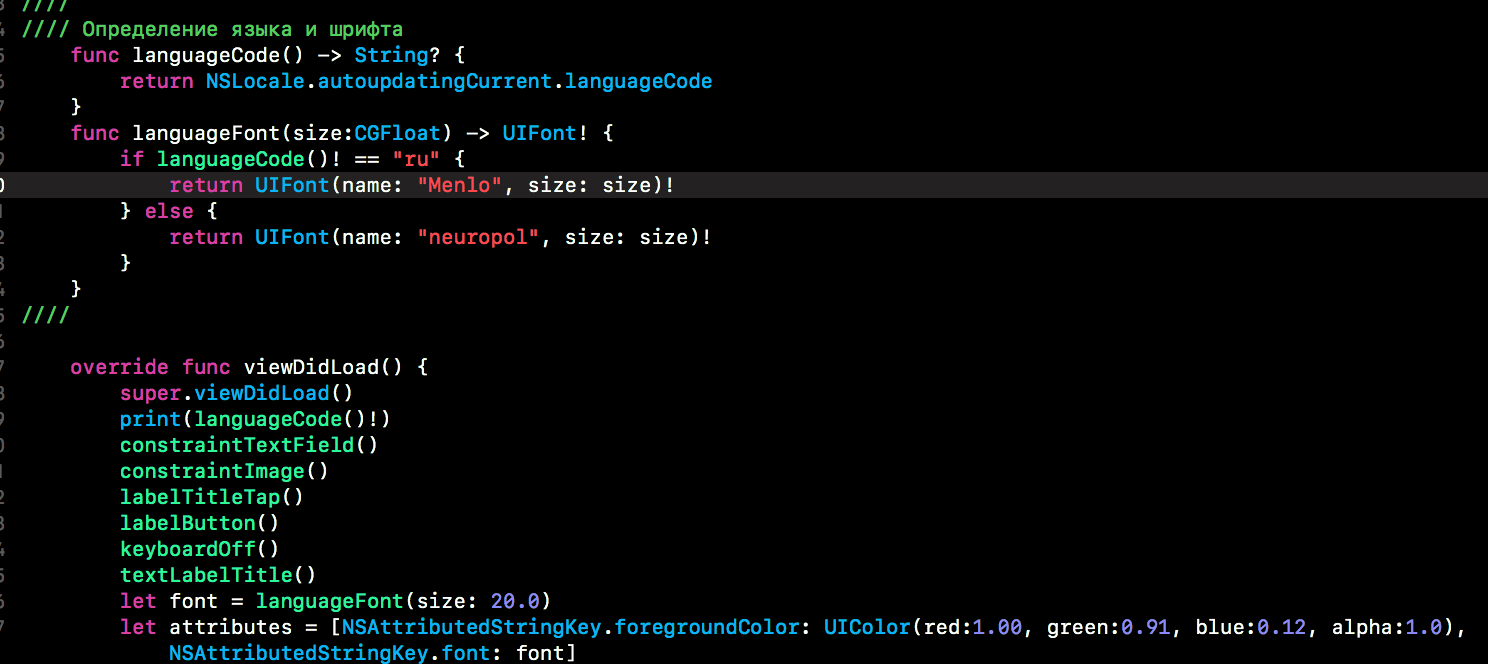 ////
//// Определение языка и шрифта
    func languageCode() -> String? {
        return NSLocale.autoupdatingCurrent.languageCode
    }
    func languageFont(size:CGFloat) -> UIFont! {
        if languageCode()! == "ru" {
            return UIFont(name: "Menlo", size: size)!
        } else {
            return UIFont(name: "neuropol", size: size)!
        }
    }
////
    override func viewDidLoad() {
        super.viewDidLoad()
        print(languageCode()!)
        constraintTextField()
        constraintImage()
        labelTitleTap()
        labelButton()
        keyboardOff()
        textLabelTitle()
        let font = languageFont(size: 20.0)
        let attributes = [NSAttributedStringKey.foregroundColor: UIColor(red:1.00, green:0.91, blue:0.12, alpha:1.0),
            NSAttributedStringKey.font: font]